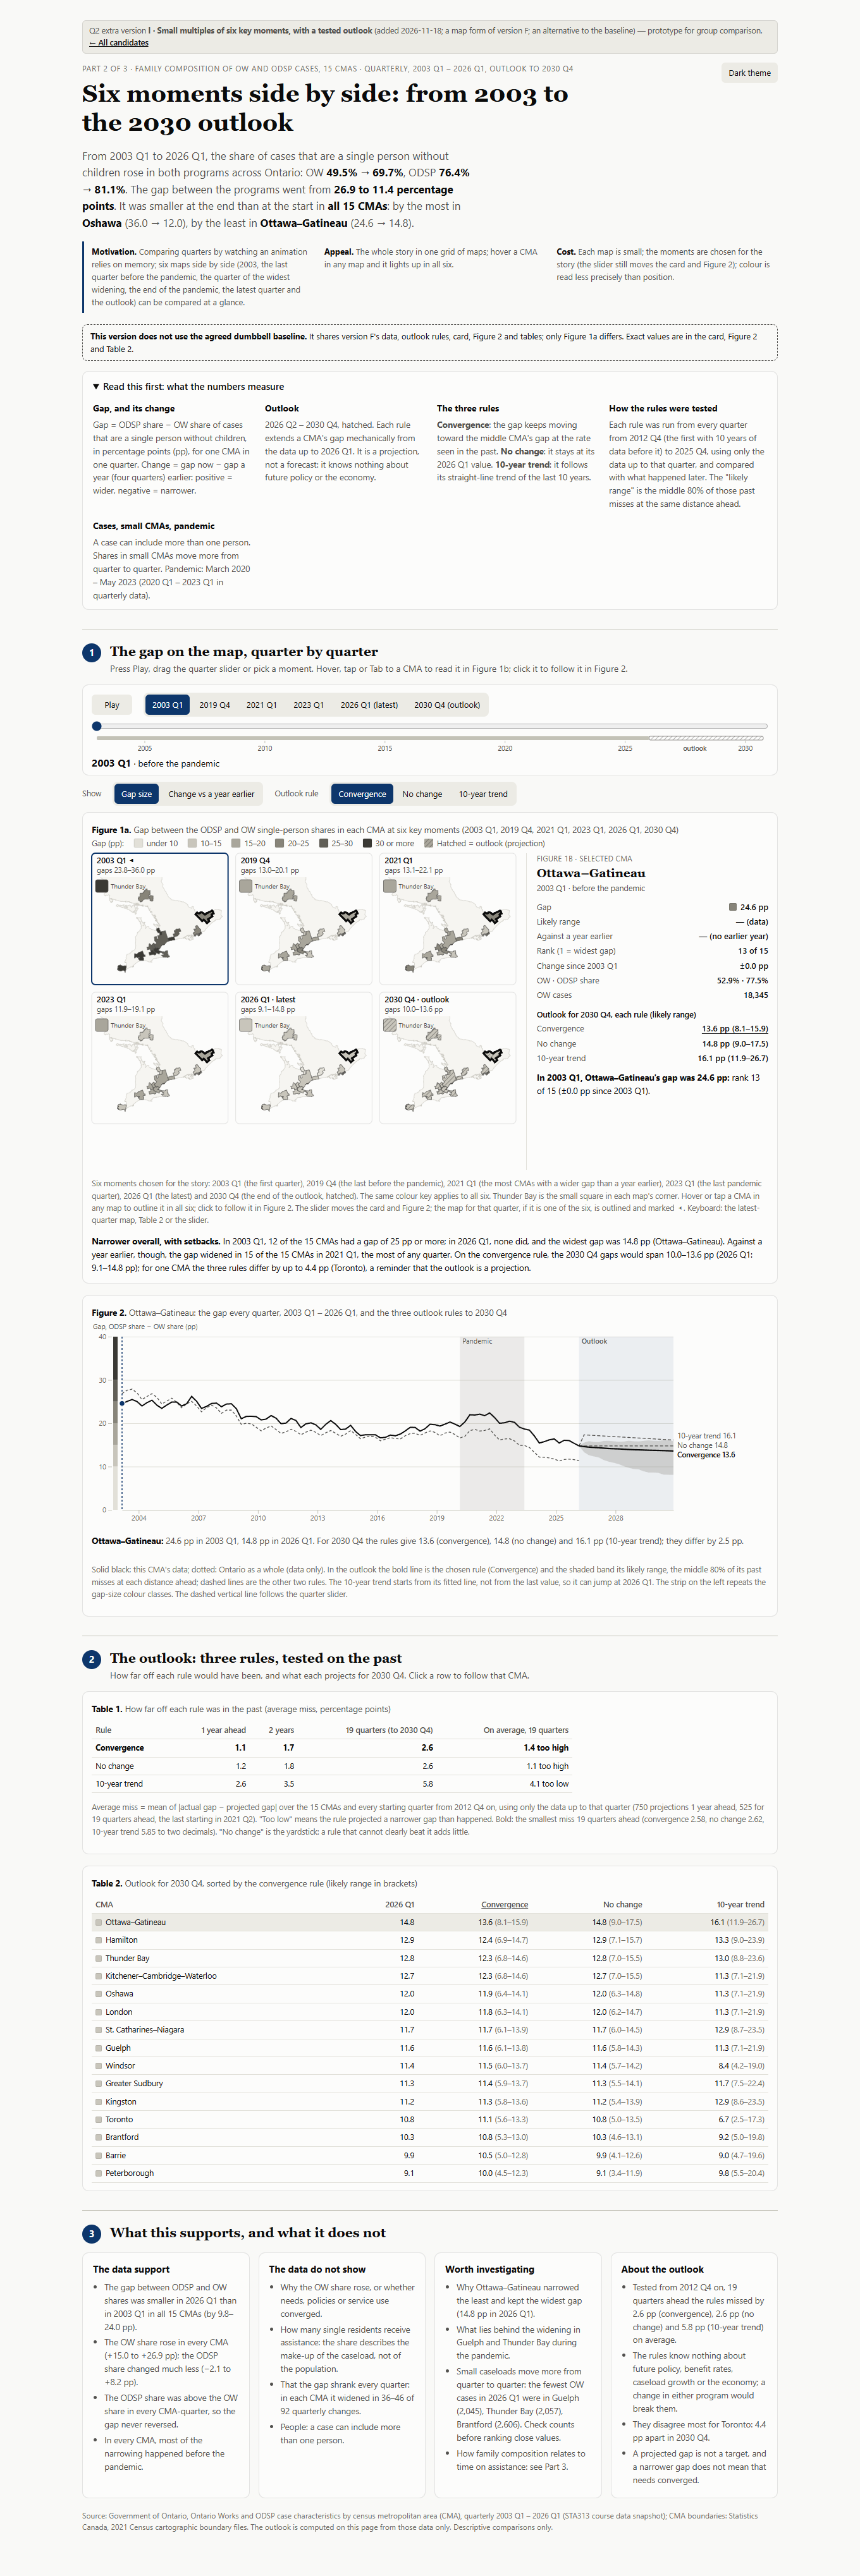 Q2 extra version I · Small multiples of six key moments, with a tested outlook (added 2026-11-18; a map form of version F; an alternative to the baseline) — prototype for group comparison.
← All candidates
PART 2 OF 3 · FAMILY COMPOSITION OF OW AND ODSP CASES, 15 CMAS · QUARTERLY, 2003 Q1 – 2026 Q1, OUTLOOK TO 2030 Q4
Dark theme
Six moments side by side: from 2003 to
the 2030 outlook
From 2003 Q1 to 2026 Q1, the share of cases that are a single person without
children rose in both programs across Ontario: OW 49.5% → 69.7%, ODSP 76.4%
→ 81.1%. The gap between the programs went from 26.9 to 11.4 percentage
points. It was smaller at the end than at the start in all 15 CMAs: by the most in
Oshawa (36.0 → 12.0), by the least in Ottawa–Gatineau (24.6 → 14.8).
Motivation. Comparing quarters by watching an animation
relies on memory; six maps side by side (2003, the last
quarter before the pandemic, the quarter of the widest
widening, the end of the pandemic, the latest quarter and
the outlook) can be compared at a glance.
Appeal. The whole story in one grid of maps; hover a CMA
in any map and it lights up in all six.
Cost. Each map is small; the moments are chosen for the
story (the slider still moves the card and Figure 2); colour is
read less precisely than position.
This version does not use the agreed dumbbell baseline. It shares version F's data, outlook rules, card, Figure 2 and tables; only Figure 1a differs. Exact values are in the card, Figure 2
and Table 2.
▼ Read this first: what the numbers measure
Gap, and its change
Gap = ODSP share − OW share of cases
that are a single person without children,
in percentage points (pp), for one CMA in
one quarter. Change = gap now − gap a
year (four quarters) earlier: positive =
wider, negative = narrower.
Outlook
2026 Q2 – 2030 Q4, hatched. Each rule
extends a CMA's gap mechanically from
the data up to 2026 Q1. It is a projection,
not a forecast: it knows nothing about
future policy or the economy.
The three rules
Convergence: the gap keeps moving
toward the middle CMA's gap at the rate
seen in the past. No change: it stays at its
2026 Q1 value. 10-year trend: it follows
its straight-line trend of the last 10 years.
How the rules were tested
Each rule was run from every quarter
from 2012 Q4 (the first with 10 years of
data before it) to 2025 Q4, using only the
data up to that quarter, and compared
with what happened later. The "likely
range" is the middle 80% of those past
misses at the same distance ahead.
Cases, small CMAs, pandemic
A case can include more than one person.
Shares in small CMAs move more from
quarter to quarter. Pandemic: March 2020
– May 2023 (2020 Q1 – 2023 Q1 in
quarterly data).
1 The gap on the map, quarter by quarter
Press Play, drag the quarter slider or pick a moment. Hover, tap or Tab to a CMA to read it in Figure 1b; click it to follow it in Figure 2.
Play 2003 Q1 2019 Q4 2021 Q1 2023 Q1 2026 Q1 (latest) 2030 Q4 (outlook)
2005 2010 2015 2020 2025 outlook 2030
2003 Q1 · before the pandemic
Show Gap size Change vs a year earlier Outlook rule Convergence No change 10-year trend
Figure 1a. Gap between the ODSP and OW single-person shares in each CMA at six key moments (2003 Q1, 2019 Q4, 2021 Q1, 2023 Q1, 2026 Q1, 2030 Q4)
Gap (pp): under 10 10–15 15–20 20–25 25–30 30 or more Hatched = outlook (projection)
2003 Q1 ◂
gaps 23.8–36.0 pp
Thunder Bay
2019 Q4
gaps 13.0–20.1 pp
Thunder Bay
2021 Q1
gaps 13.1–22.1 pp
Thunder Bay
2023 Q1
gaps 11.9–19.1 pp
Thunder Bay
2026 Q1 · latest
gaps 9.1–14.8 pp
Thunder Bay
2030 Q4 · outlook
gaps 10.0–13.6 pp
Thunder Bay
FIGURE 1B · SELECTED CMA
Ottawa–Gatineau
2003 Q1 · before the pandemic
Gap 24.6 pp
Likely range — (data)
Against a year earlier — (no earlier year)
Rank (1 = widest gap) 13 of 15
Change since 2003 Q1 ±0.0 pp
OW · ODSP share 52.9% · 77.5%
OW cases 18,345
Outlook for 2030 Q4, each rule (likely range)
Convergence 13.6 pp (8.1–15.9)
No change 14.8 pp (9.0–17.5)
10-year trend 16.1 pp (11.9–26.7)
In 2003 Q1, Ottawa–Gatineau's gap was 24.6 pp: rank 13
of 15 (±0.0 pp since 2003 Q1).
Six moments chosen for the story: 2003 Q1 (the first quarter), 2019 Q4 (the last before the pandemic), 2021 Q1 (the most CMAs with a wider gap than a year earlier), 2023 Q1 (the last pandemic
quarter), 2026 Q1 (the latest) and 2030 Q4 (the end of the outlook, hatched). The same colour key applies to all six. Thunder Bay is the small square in each map's corner. Hover or tap a CMA in
any map to outline it in all six; click to follow it in Figure 2. The slider moves the card and Figure 2; the map for that quarter, if it is one of the six, is outlined and marked ◂. Keyboard: the latest-
quarter map, Table 2 or the slider.
Narrower overall, with setbacks. In 2003 Q1, 12 of the 15 CMAs had a gap of 25 pp or more; in 2026 Q1, none did, and the widest gap was 14.8 pp (Ottawa–Gatineau). Against a
year earlier, though, the gap widened in 15 of the 15 CMAs in 2021 Q1, the most of any quarter. On the convergence rule, the 2030 Q4 gaps would span 10.0–13.6 pp (2026 Q1:
9.1–14.8 pp); for one CMA the three rules differ by up to 4.4 pp (Toronto), a reminder that the outlook is a projection.
Figure 2. Ottawa–Gatineau: the gap every quarter, 2003 Q1 – 2026 Q1, and the three outlook rules to 2030 Q4
Gap, ODSP share − OW share (pp)
40
30
20
10
0
Pandemic
Outlook
10-year trend 16.1
No change 14.8
Convergence 13.6
2004 2007 2010 2013 2016 2019 2022 2025 2028
Ottawa–Gatineau: 24.6 pp in 2003 Q1, 14.8 pp in 2026 Q1. For 2030 Q4 the rules give 13.6 (convergence), 14.8 (no change) and 16.1 pp (10-year trend); they differ by 2.5 pp.
Solid black: this CMA's data; dotted: Ontario as a whole (data only). In the outlook the bold line is the chosen rule (Convergence) and the shaded band its likely range, the middle 80% of its past
misses at each distance ahead; dashed lines are the other two rules. The 10-year trend starts from its fitted line, not from the last value, so it can jump at 2026 Q1. The strip on the left repeats the
gap-size colour classes. The dashed vertical line follows the quarter slider.
2 The outlook: three rules, tested on the past
How far off each rule would have been, and what each projects for 2030 Q4. Click a row to follow that CMA.
Table 1. How far off each rule was in the past (average miss, percentage points)
Rule 1 year ahead 2 years 19 quarters (to 2030 Q4) On average, 19 quarters
Convergence 1.1 1.7 2.6 1.4 too high
No change 1.2 1.8 2.6 1.1 too high
10-year trend 2.6 3.5 5.8 4.1 too low
Average miss = mean of |actual gap − projected gap| over the 15 CMAs and every starting quarter from 2012 Q4 on, using only the data up to that quarter (750 projections 1 year ahead, 525 for
19 quarters ahead, the last starting in 2021 Q2). "Too low" means the rule projected a narrower gap than happened. Bold: the smallest miss 19 quarters ahead (convergence 2.58, no change 2.62,
10-year trend 5.85 to two decimals). "No change" is the yardstick: a rule that cannot clearly beat it adds little.
Table 2. Outlook for 2030 Q4, sorted by the convergence rule (likely range in brackets)
CMA 2026 Q1 Convergence No change 10-year trend
Ottawa–Gatineau 14.8 13.6 (8.1–15.9) 14.8 (9.0–17.5) 16.1 (11.9–26.7)
Hamilton 12.9 12.4 (6.9–14.7) 12.9 (7.1–15.7) 13.3 (9.0–23.9)
Thunder Bay 12.8 12.3 (6.8–14.6) 12.8 (7.0–15.5) 13.0 (8.8–23.6)
Kitchener–Cambridge–Waterloo 12.7 12.3 (6.8–14.6) 12.7 (7.0–15.5) 11.3 (7.1–21.9)
Oshawa 12.0 11.9 (6.4–14.1) 12.0 (6.3–14.8) 11.3 (7.1–21.9)
London 12.0 11.8 (6.3–14.1) 12.0 (6.2–14.7) 11.3 (7.1–21.9)
St. Catharines–Niagara 11.7 11.7 (6.1–13.9) 11.7 (6.0–14.5) 12.9 (8.7–23.5)
Guelph 11.6 11.6 (6.1–13.8) 11.6 (5.8–14.3) 11.3 (7.1–21.9)
Windsor 11.4 11.5 (6.0–13.7) 11.4 (5.7–14.2) 8.4 (4.2–19.0)
Greater Sudbury 11.3 11.4 (5.9–13.7) 11.3 (5.5–14.1) 11.7 (7.5–22.4)
Kingston 11.2 11.3 (5.8–13.6) 11.2 (5.4–13.9) 12.9 (8.6–23.5)
Toronto 10.8 11.1 (5.6–13.3) 10.8 (5.0–13.5) 6.7 (2.5–17.3)
Brantford 10.3 10.8 (5.3–13.0) 10.3 (4.6–13.1) 9.2 (5.0–19.8)
Barrie 9.9 10.5 (5.0–12.8) 9.9 (4.1–12.6) 9.0 (4.7–19.6)
Peterborough 9.1 10.0 (4.5–12.3) 9.1 (3.4–11.9) 9.8 (5.5–20.4)
3 What this supports, and what it does not
The data support
• The gap between ODSP and OW
shares was smaller in 2026 Q1 than
in 2003 Q1 in all 15 CMAs (by 9.8–
24.0 pp).
• The OW share rose in every CMA
(+15.0 to +26.9 pp); the ODSP
share changed much less (−2.1 to
+8.2 pp).
• The ODSP share was above the OW
share in every CMA-quarter, so the
gap never reversed.
• In every CMA, most of the
narrowing happened before the
pandemic.
The data do not show
• Why the OW share rose, or whether
needs, policies or service use
converged.
• How many single residents receive
assistance: the share describes the
make-up of the caseload, not of
the population.
• That the gap shrank every quarter:
in each CMA it widened in 36–46 of
92 quarterly changes.
• People: a case can include more
than one person.
Worth investigating
• Why Ottawa–Gatineau narrowed
the least and kept the widest gap
(14.8 pp in 2026 Q1).
• What lies behind the widening in
Guelph and Thunder Bay during
the pandemic.
• Small caseloads move more from
quarter to quarter: the fewest OW
cases in 2026 Q1 were in Guelph
(2,045), Thunder Bay (2,057),
Brantford (2,606). Check counts
before ranking close values.
• How family composition relates to
time on assistance: see Part 3.
About the outlook
• Tested from 2012 Q4 on, 19
quarters ahead the rules missed by
2.6 pp (convergence), 2.6 pp (no
change) and 5.8 pp (10-year trend)
on average.
• The rules know nothing about
future policy, benefit rates,
caseload growth or the economy; a
change in either program would
break them.
• They disagree most for Toronto: 4.4
pp apart in 2030 Q4.
• A projected gap is not a target, and
a narrower gap does not mean that
needs converged.
Source: Government of Ontario, Ontario Works and ODSP case characteristics by census metropolitan area (CMA), quarterly 2003 Q1 – 2026 Q1 (STA313 course data snapshot); CMA boundaries: Statistics
Canada, 2021 Census cartographic boundary files. The outlook is computed on this page from those data only. Descriptive comparisons only.